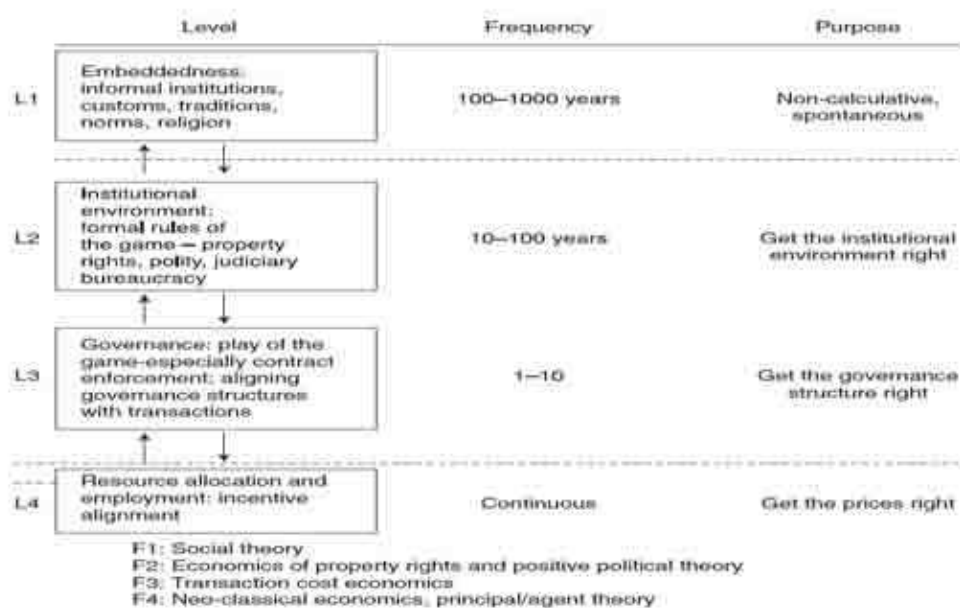 Level Frequency Purpose
L1
Embeddedness:
informal institutions,
customs, traditions,
norms, religion
100–1000 years
Non-calculative,
spontaneous
L2
Institutional
environment:
formal rules of
the game — property
rights, polity, judiciary
bureaucracy
10–100 years
Get the institutional
environment right
L3
Governance: play of the
game-especially contract
enforcement; aligning
governance structures
with transactions
1–10
Get the governance
structure right
L4
Resource allocation and
employment: incentive
alignment
Continuous
Get the prices right
F1: Social theory
F2: Economics of property rights and positive political theory
F3: Transaction cost economics
F4: Neo-classical economics, principal/agent theory